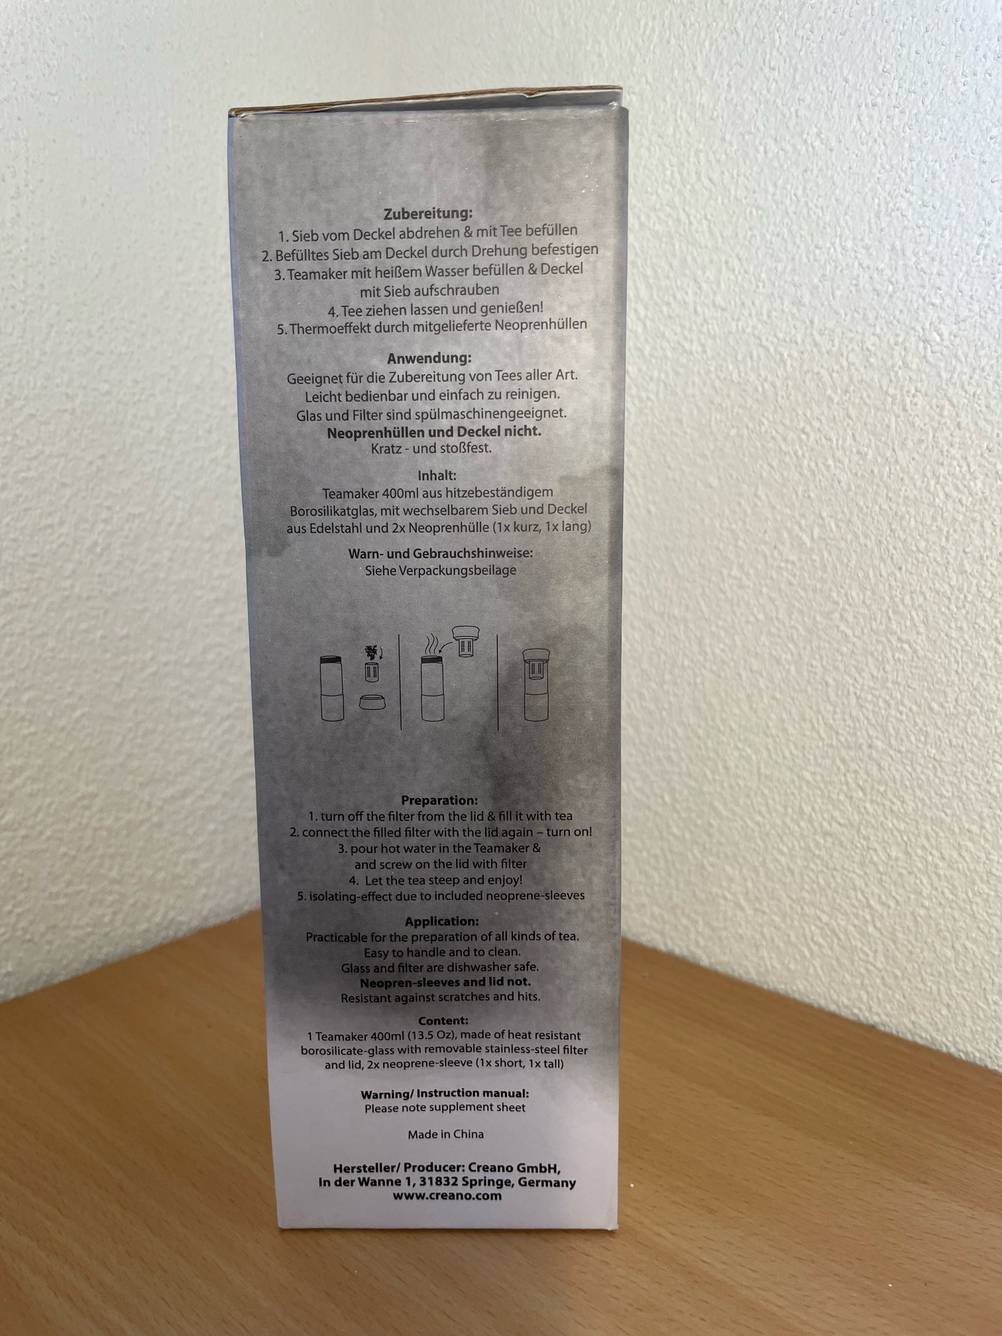 Zubereitung:
1. Sieb vom Deckel abdrehen & mit Tee befüllen
2. Befülltes Sieb am Deckel durch Drehung befestigen
3. Teamaker mit heißem Wasser befüllen & Deckel
mit Sieb aufschrauben
4. Tee ziehen lassen und genießen!
5. Thermoeffekt durch mitgelieferte Neoprenhüllen
Anwendung:
Geeignet für die Zubereitung von Tees aller Art.
Leicht bedienbar und einfach zu reinigen.
Glas und Filter sind spülmaschinengeeignet.
Neoprenhüllen und Deckel nicht.
Kratz - und stoßfest.
Inhalt:
Teamaker 400ml aus hitzebeständigem
Borosilikatglas, mit wechselbarem Sieb und Deckel
aus Edelstahl und 2x Neoprenhülle (1x kurz, 1x lang)
Warn- und Gebrauchshinweise:
Siehe Verpackungsbeilage
Preparation:
1. turn off the filter from the lid & fill it with tea
2. connect the filled filter with the lid again – turn on!
3. pour hot water in the Teamaker &
and screw on the lid with filter
4. Let the tea steep and enjoy!
5. isolating-effect due to included neoprene-sleeves
Application:
Practicable for the preparation of all kinds of tea.
Easy to handle and to clean.
Glass and filter are dishwasher safe.
Neopren-sleeves and lid not.
Resistant against scratches and hits.
Content:
1 Teamaker 400ml (13.5 Oz), made of heat resistant
borosilicate-glass with removable stainless-steel filter
and lid, 2x neoprene-sleeve (1x short, 1x tall)
Warning/ Instruction manual:
Please note supplement sheet
Made in China
Hersteller/ Producer: Creano GmbH,
In der Wanne 1, 31832 Springe, Germany
www.creano.com